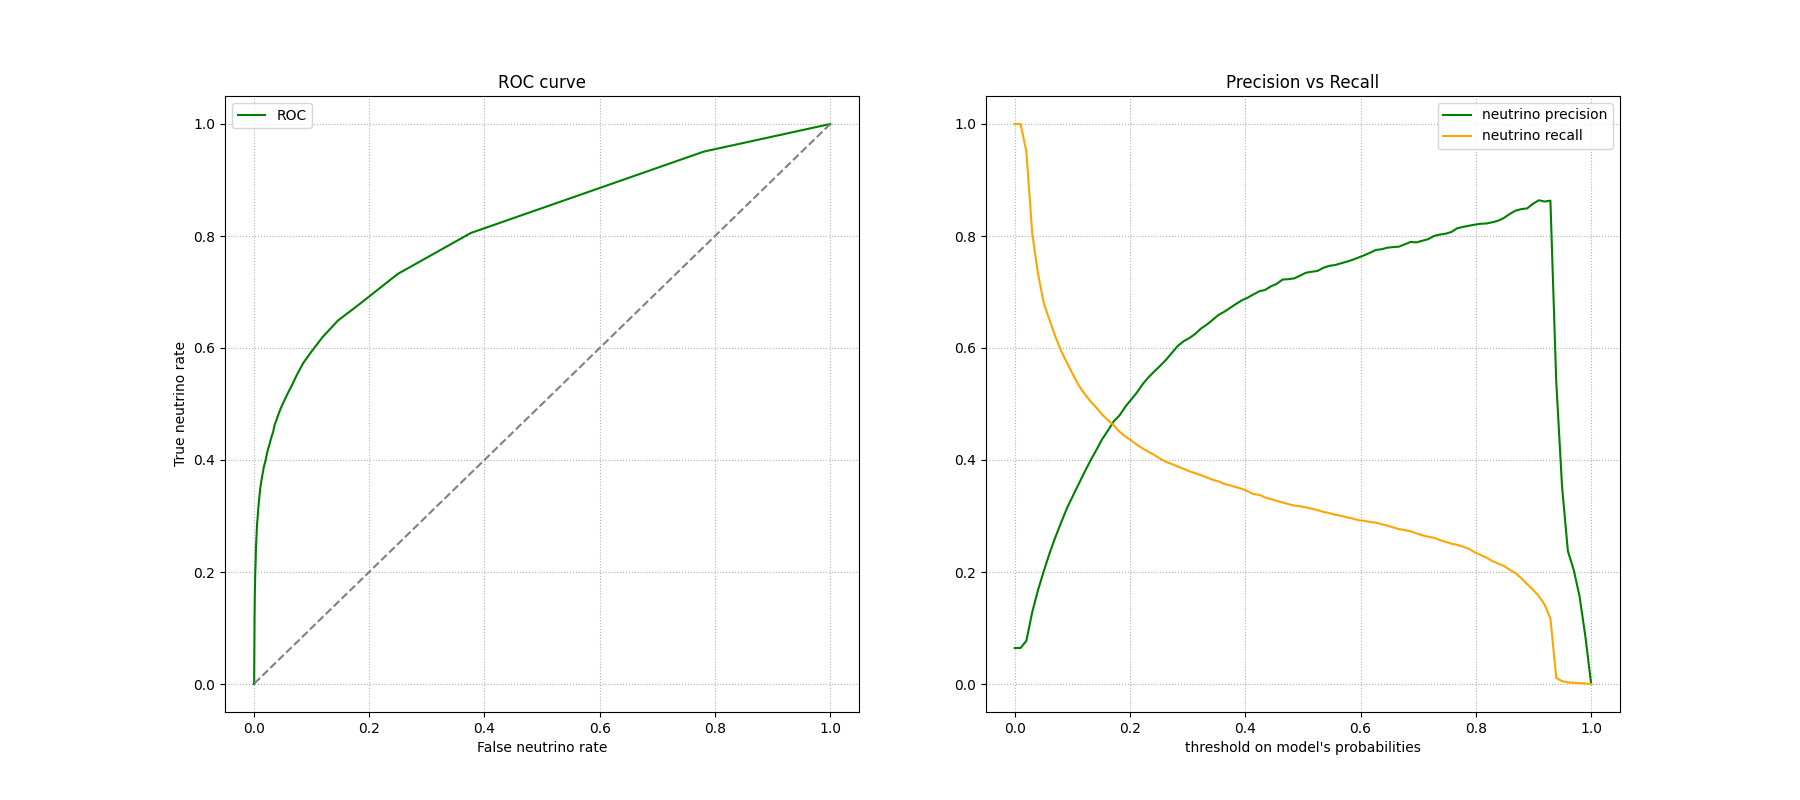 ROC curve
ROC
1.0
0.8
0.6
0.4
0.2
0.0
True neutrino rate
0.0 0.2 0.4 0.6 0.8 1.0
False neutrino rate
Precision vs Recall
neutrino precision
neutrino recall
1.0
0.8
0.6
0.4
0.2
0.0
0.0 0.2 0.4 0.6 0.8 1.0
threshold on model's probabilities